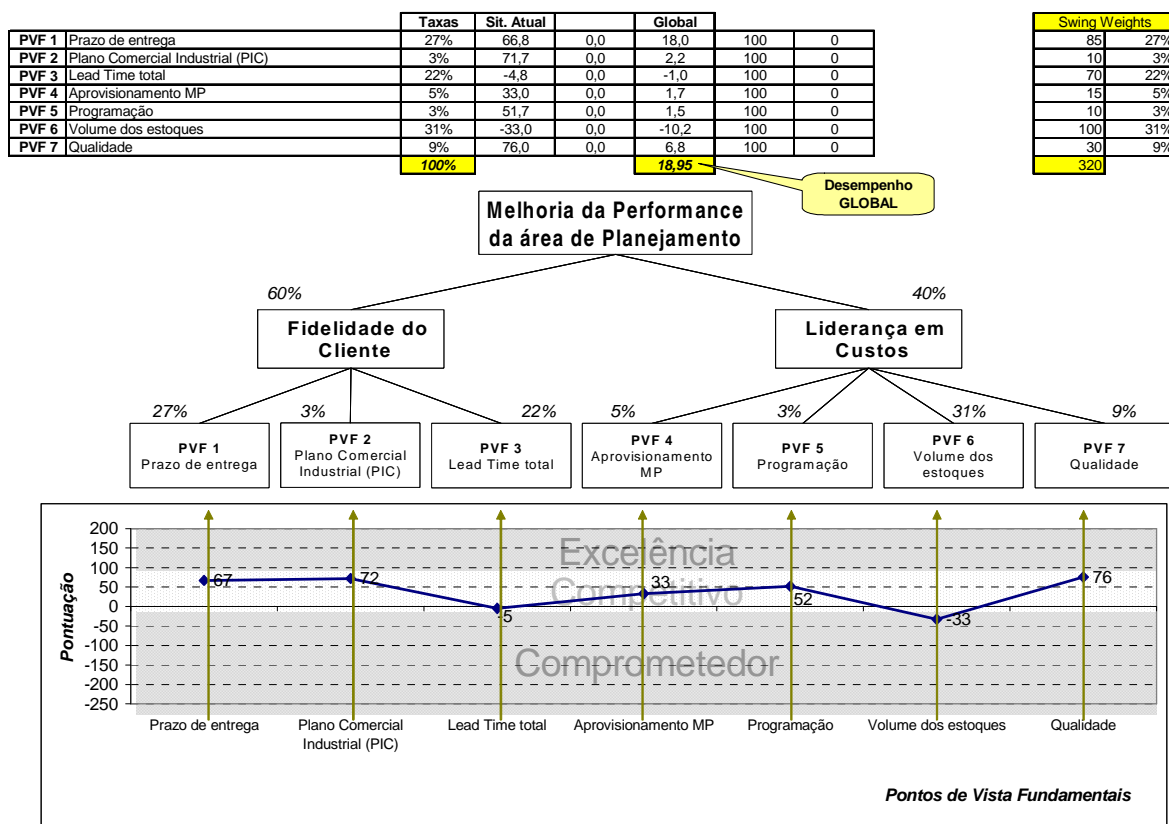 Taxas Sit. Atual Global
PVF 1 Prazo de entrega 27% 66,8 0,0 18,0 100 0
PVF 2 Plano Comercial Industrial (PIC) 3% 71,7 0,0 2,2 100 0
PVF 3 Lead Time total 22% -4,8 0,0 -1,0 100 0
PVF 4 Aprovisionamento MP 5% 33,0 0,0 1,7 100 0
PVF 5 Programação 3% 51,7 0,0 1,5 100 0
PVF 6 Volume dos estoques 31% -33,0 0,0 -10,2 100 0
PVF 7 Qualidade 9% 76,0 0,0 6,8 100 0
100% 18,95
Swing Weights
85 27%
10 3%
70 22%
15 5%
10 3%
100 31%
30 9%
320
Desempenho
GLOBAL
Melhoria da Performance
da área de Planejamento
60% 40%
Fidelidade do
Cliente
Liderança em
Custos
27% 3% 22% 5% 3% 31% 9%
PVF 1
Prazo de entrega
PVF 2
Plano Comercial
Industrial (PIC)
PVF 3
Lead Time total
PVF 4
Aprovisionamento
MP
PVF 5
Programação
PVF 6
Volume dos
estoques
PVF 7
Qualidade
Pontuação
200
150
100
50
0
-50
-100
-150
-200
-250
Excelência
Competitivo
Comprometedor
67 72 -5 33 52 -33 76
Prazo de entrega
Plano Comercial
Industrial (PIC)
Lead Time total
Aprovisionamento MP
Programação
Volume dos estoques
Qualidade
Pontos de Vista Fundamentais